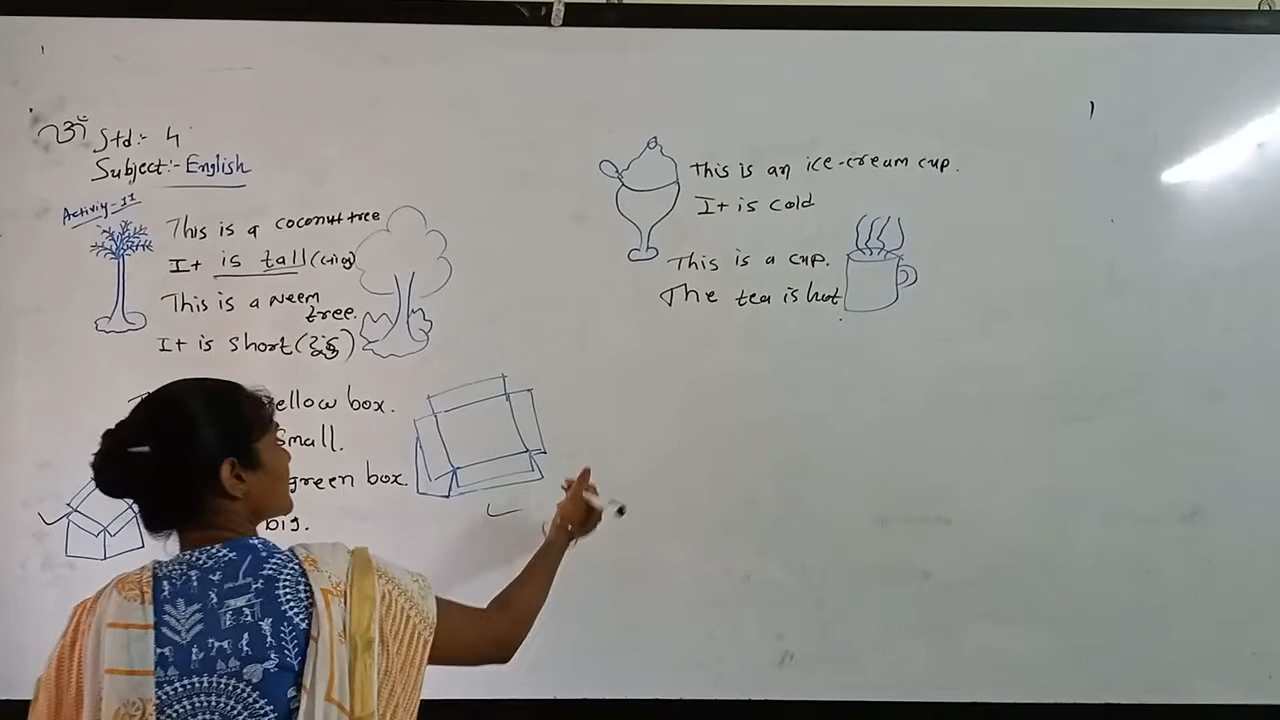 ૐ Std:- 4
Subject:- English
Activity-11
This is a coconut tree
It is tall (લાંબુ)
This is a Neem
tree.
It is short (ટૂંકુ)
ellow box.
small.
green box.
big.
This is an ice-cream cup.
It is cold
This is a cup.
The tea is hot